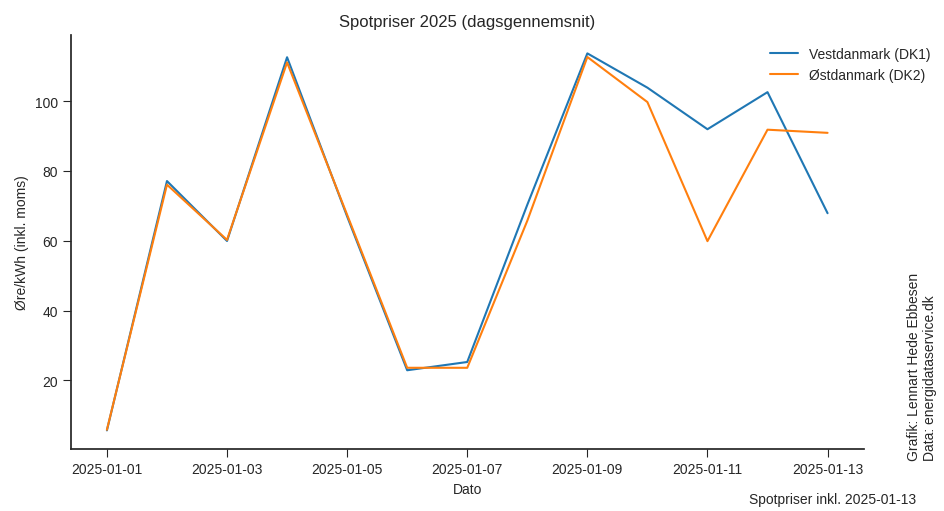 Spotpriser 2025 (dagsgennemsnit)
Vestdanmark (DK1)
Østdanmark (DK2)
Øre/kWh (inkl. moms)
100
80
60
40
20
2025-01-01
2025-01-03
2025-01-05
2025-01-07
2025-01-09
2025-01-11
2025-01-13
Dato
Grafik: Lennart Hede Ebbesen
Data: energidataservice.dk
Spotpriser inkl. 2025-01-13